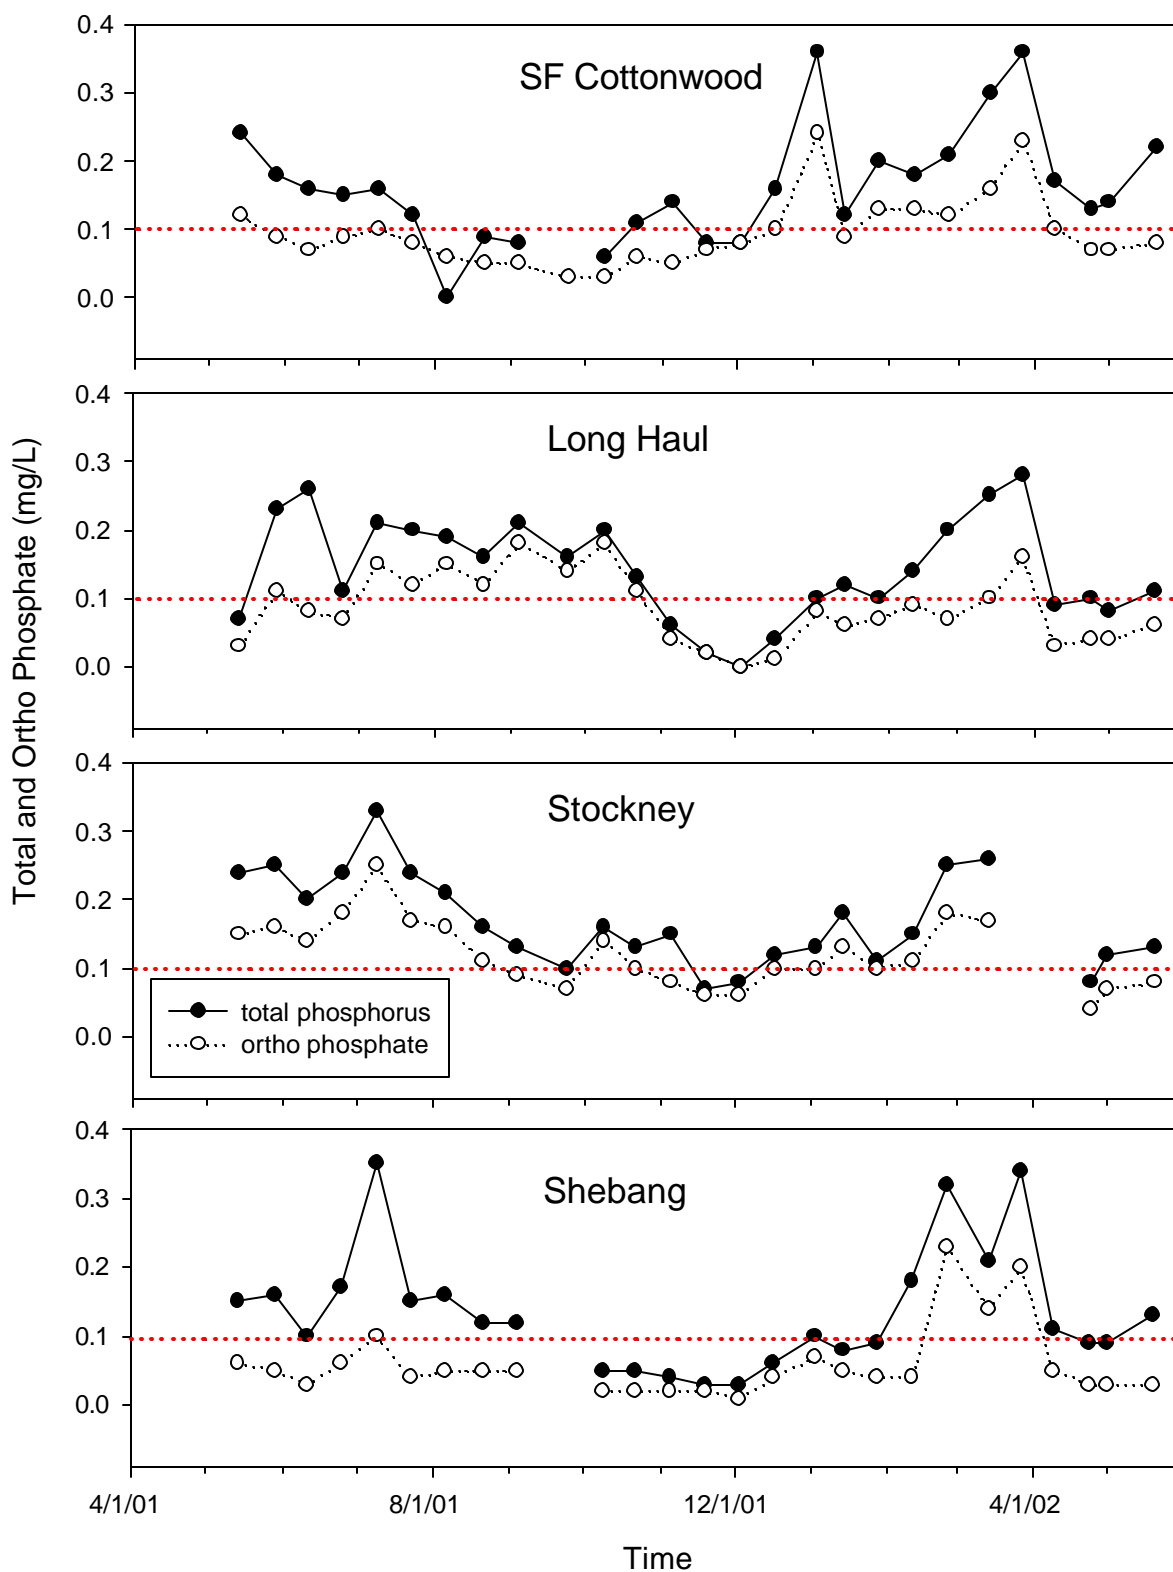 0.4
SF Cottonwood
0.3
0.2
0.1
0.0
0.4
Long Haul
0.3
0.2
0.1
0.0
Total and Ortho Phosphate (mg/L)
0.4
Stockney
0.3
0.2
0.1
total phosphorus
0.0
ortho phosphate
0.4
Shebang
0.3
0.2
0.1
0.0
4/1/01 8/1/01 12/1/01 4/1/02
Time